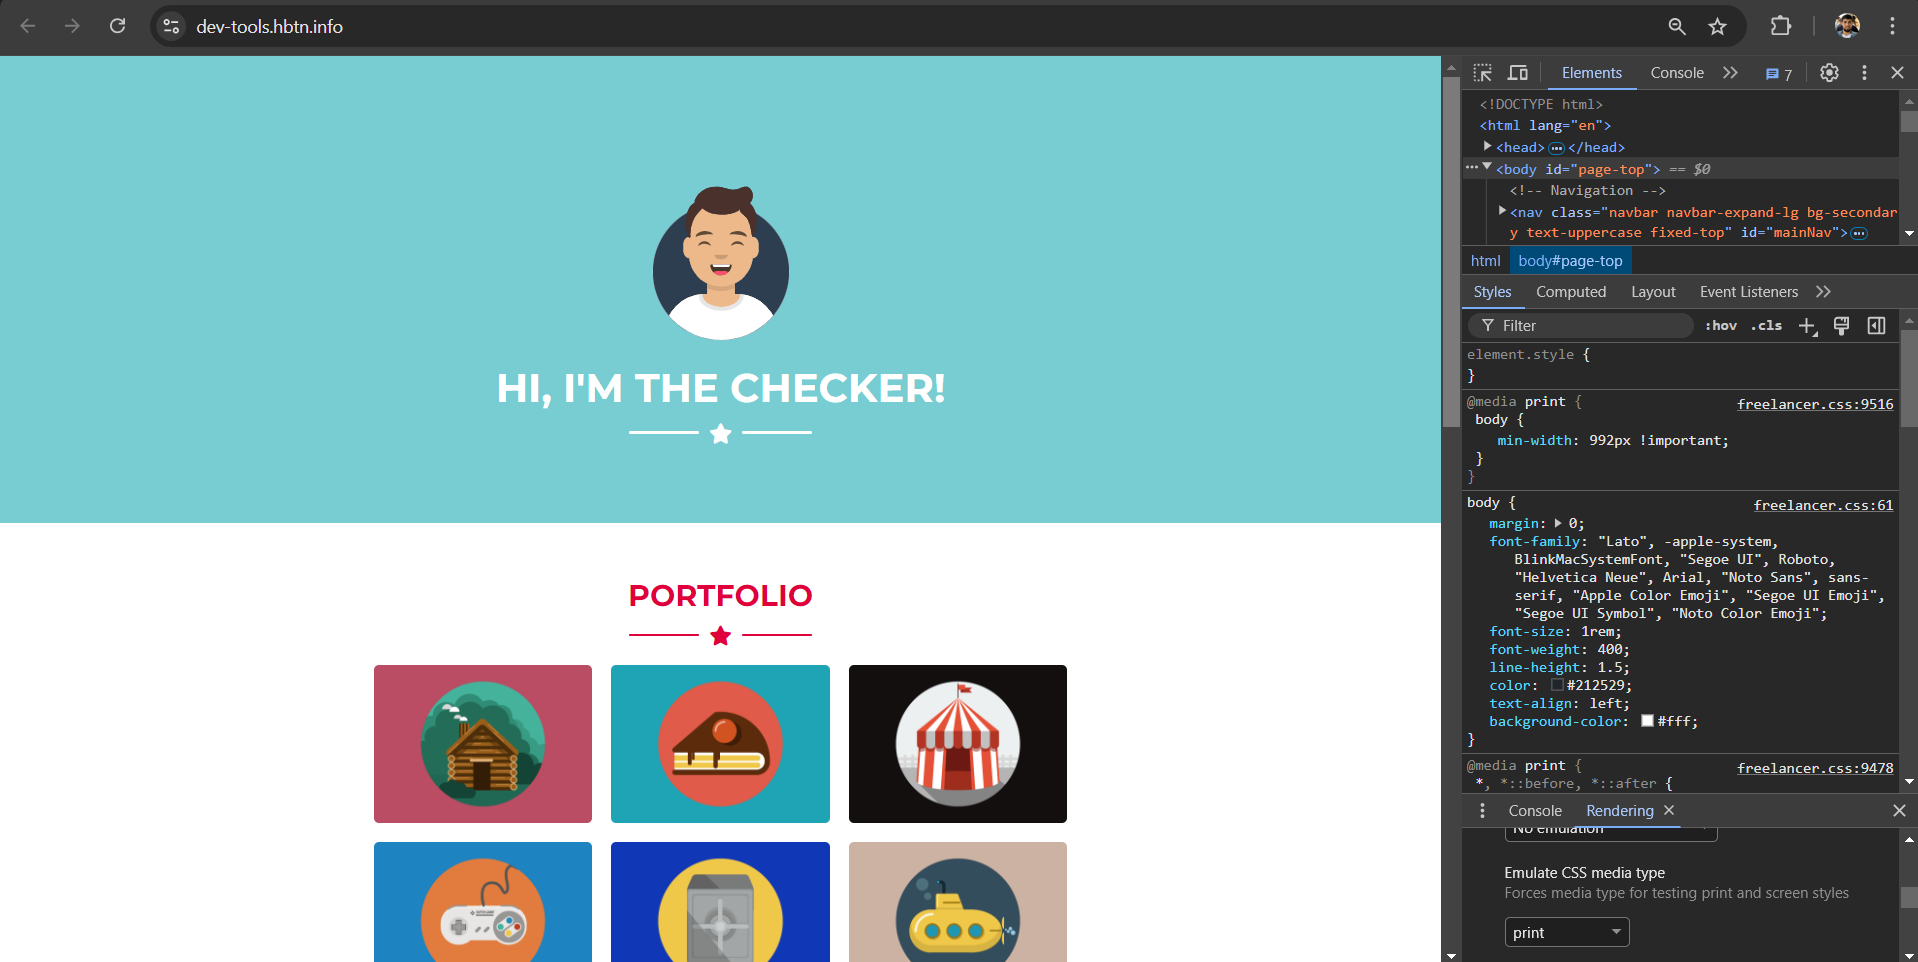 dev-tools.hbtn.info
HI, I'M THE CHECKER!
PORTFOLIO
Elements Console 7
<!DOCTYPE html>
<html lang="en">
<head> ••• </head>
••• <body id="page-top"> == $0
<!-- Navigation -->
<nav class="navbar navbar-expand-lg bg-secondar
y text-uppercase fixed-top" id="mainNav"> •••
html body#page-top
Styles Computed Layout Event Listeners
Filter :hov .cls
element.style {
}
@media print { freelancer.css:9516
body {
min-width: 992px !important;
}
}
body { freelancer.css:61
margin: 0;
font-family: "Lato", -apple-system,
BlinkMacSystemFont, "Segoe UI", Roboto,
"Helvetica Neue", Arial, "Noto Sans", sans-
serif, "Apple Color Emoji", "Segoe UI Emoji",
"Segoe UI Symbol", "Noto Color Emoji";
font-size: 1rem;
font-weight: 400;
line-height: 1.5;
color: #212529;
text-align: left;
background-color: #fff;
}
@media print { freelancer.css:9478
*, *::before, *::after {
Console Rendering
No emulation
Emulate CSS media type
Forces media type for testing print and screen styles
print